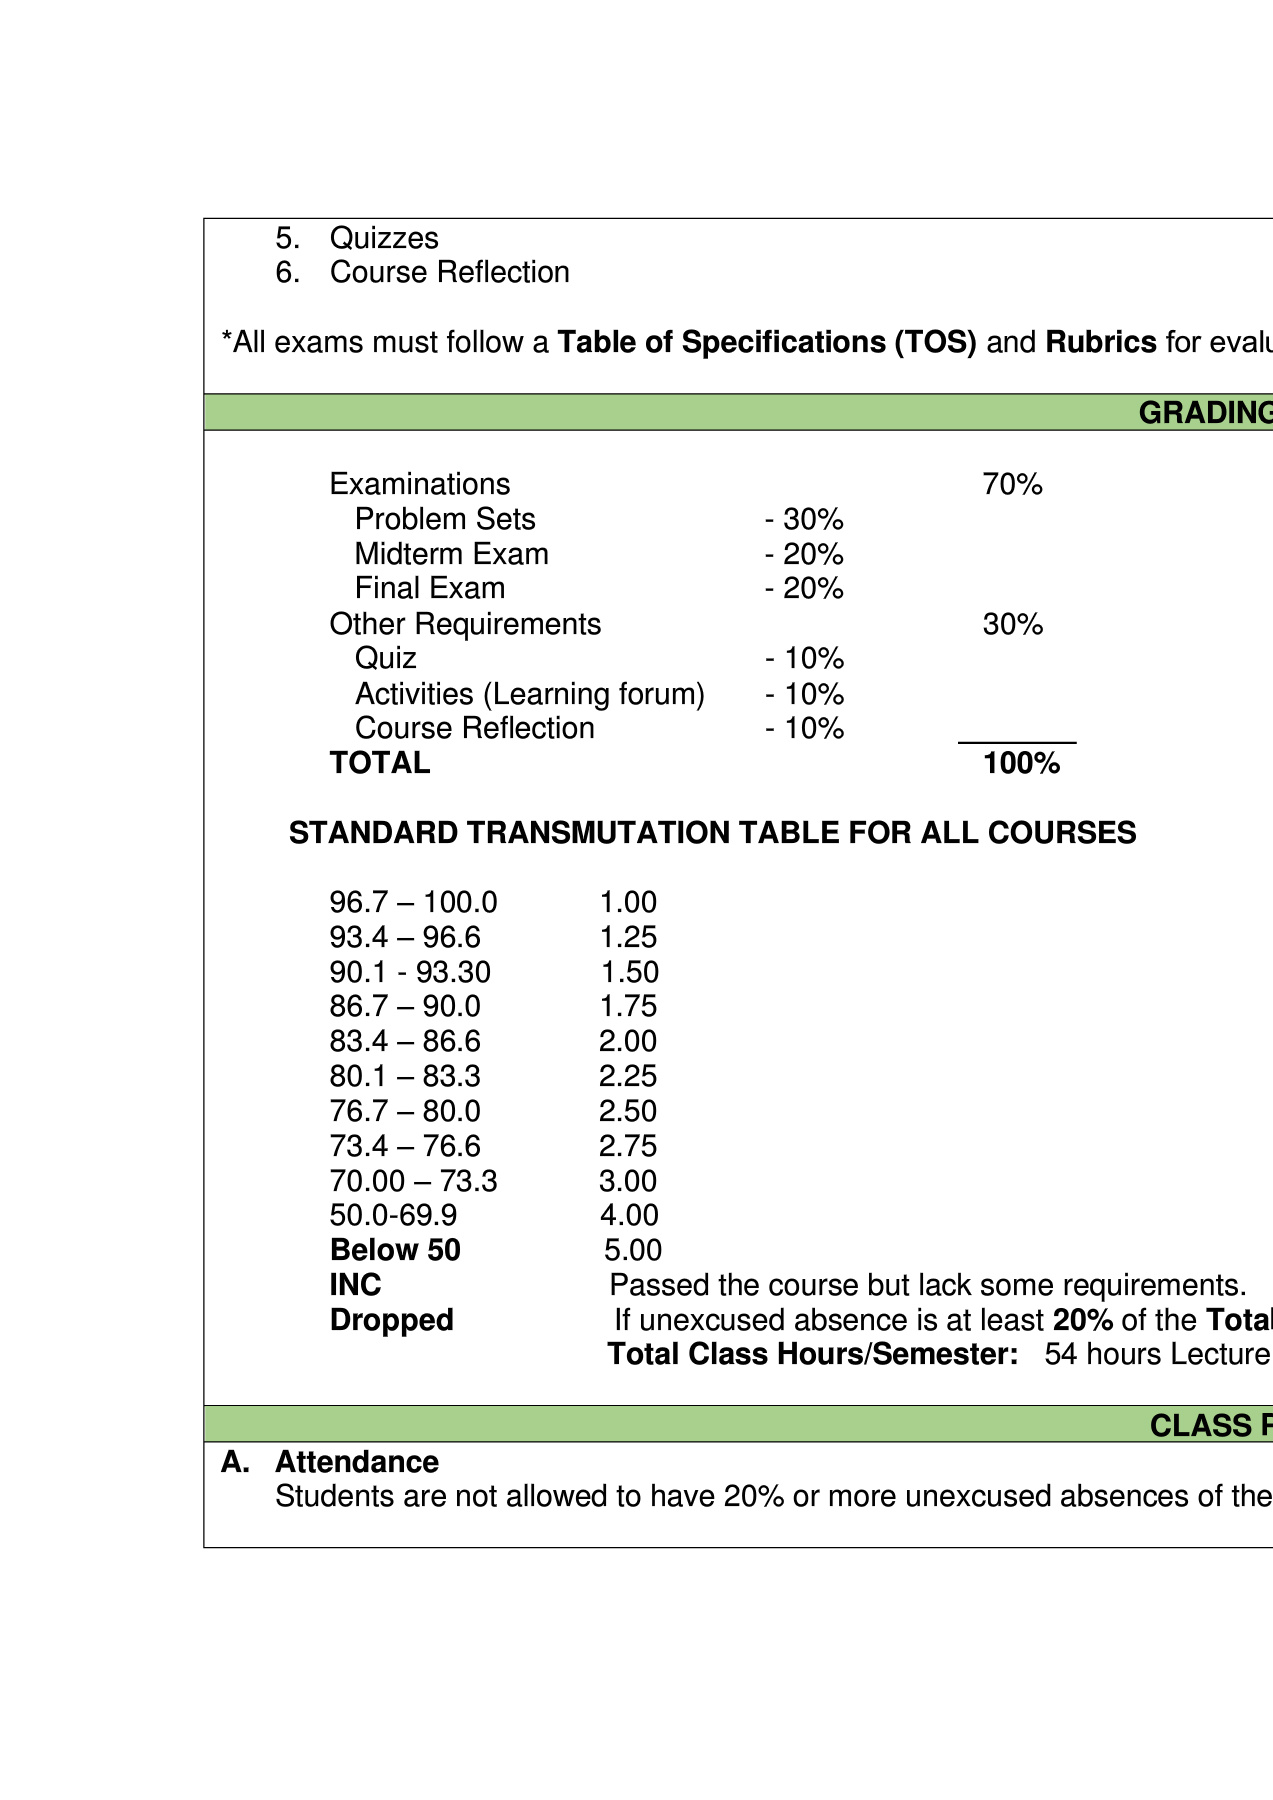 5. Quizzes
6. Course Reflection
*All exams must follow a Table of Specifications (TOS) and Rubrics for
GRADING
Examinations 70%
Problem Sets - 30%
Midterm Exam - 20%
Final Exam - 20%
Other Requirements 30%
Quiz - 10%
Activities (Learning forum) - 10%
Course Reflection - 10%
TOTAL 100%
STANDARD TRANSMUTATION TABLE FOR ALL COURSES
96.7 – 100.0 1.00
93.4 – 96.6 1.25
90.1 - 93.30 1.50
86.7 – 90.0 1.75
83.4 – 86.6 2.00
80.1 – 83.3 2.25
76.7 – 80.0 2.50
73.4 – 76.6 2.75
70.00 – 73.3 3.00
50.0-69.9 4.00
Below 50 5.00
INC Passed the course but lack some requirements.
Dropped If unexcused absence is at least 20% of the Total
Total Class Hours/Semester: 54 hours Lecture
CLASS
A. Attendance
Students are not allowed to have 20% or more unexcused absences of the